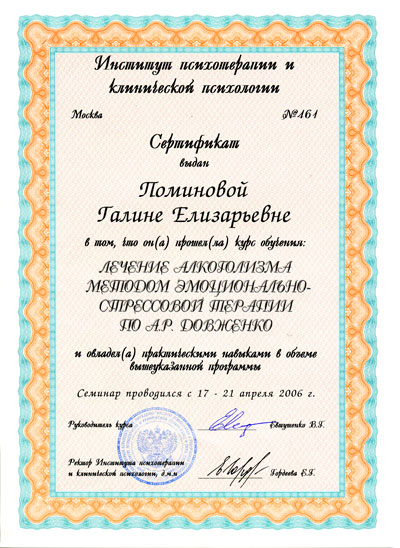 Институт психотерапии и
клинической психологии
Москва №161
Сертификат
выдан
Поминовой
Галине Елизарьевне
в том, что он(а) прошел(ла) курс обучения:
ЛЕЧЕНИЕ АЛКОГОЛИЗМА
МЕТОДОМ ЭМОЦИОНАЛЬНО-
СТРЕССОВОЙ ТЕРАПИИ
ПО А.Р. ДОВЖЕНКО
и овладел(а) практическими навыками в объеме
вышеуказанной программы
Семинар проводился с 17 - 21 апреля 2006 г.
Руководитель курса Евтушенко В.Г.
Ректор Института психотерапии
и клинической психологии, д.м.н Гордеева Е.Г.